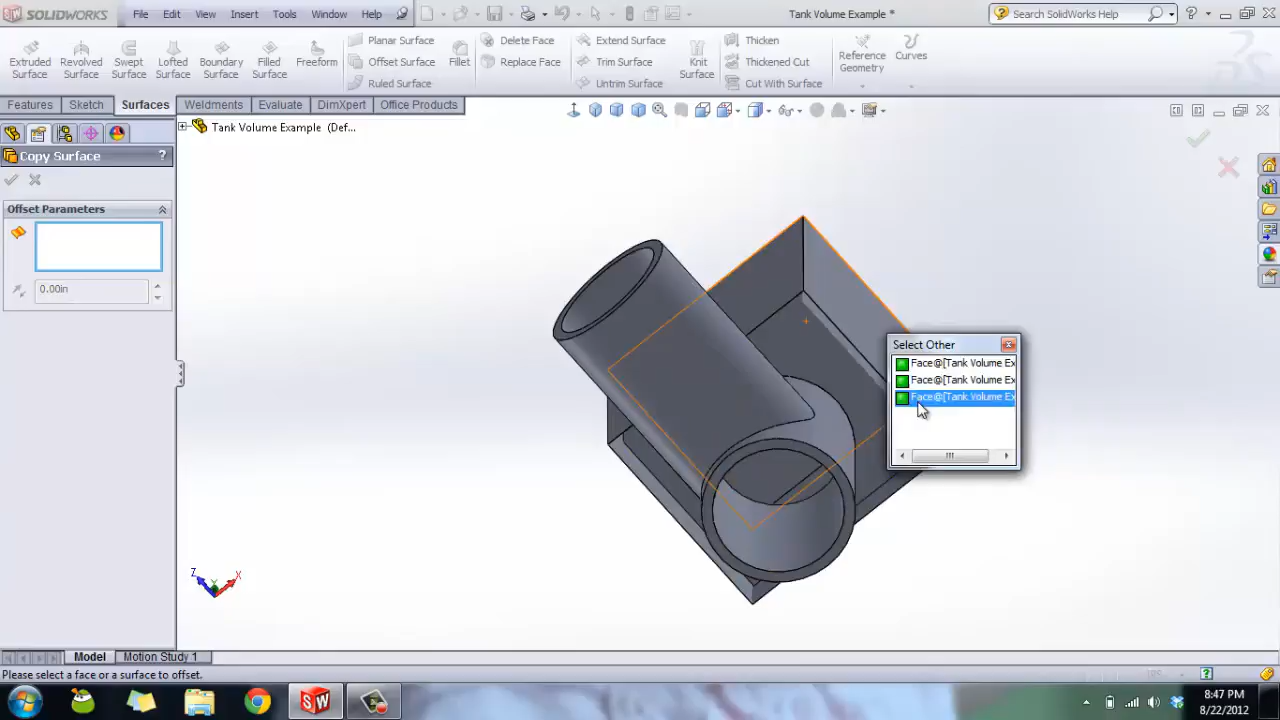 SOLIDWORKS File Edit View Insert Tools Window Help Tank Volume Example * Search SolidWorks Help
Extruded Surface
Revolved Surface
Swept Surface
Lofted Surface
Boundary Surface
Filled Surface
Freeform
Planar Surface
Offset Surface
Ruled Surface
Fillet
Delete Face
Replace Face
Extend Surface
Trim Surface
Untrim Surface
Knit Surface
Thicken
Thickened Cut
Cut With Surface
Reference Geometry
Curves
Features Sketch Surfaces Weldments Evaluate DimXpert Office Products
Tank Volume Example (Def...
Copy Surface ?
Offset Parameters
0.00in
Select Other
Face@[Tank Volume Ex
Face@[Tank Volume Ex
Face@[Tank Volume Ex
Z X
Model Motion Study 1
Please select a face or a surface to offset.
8:47 PM
8/22/2012